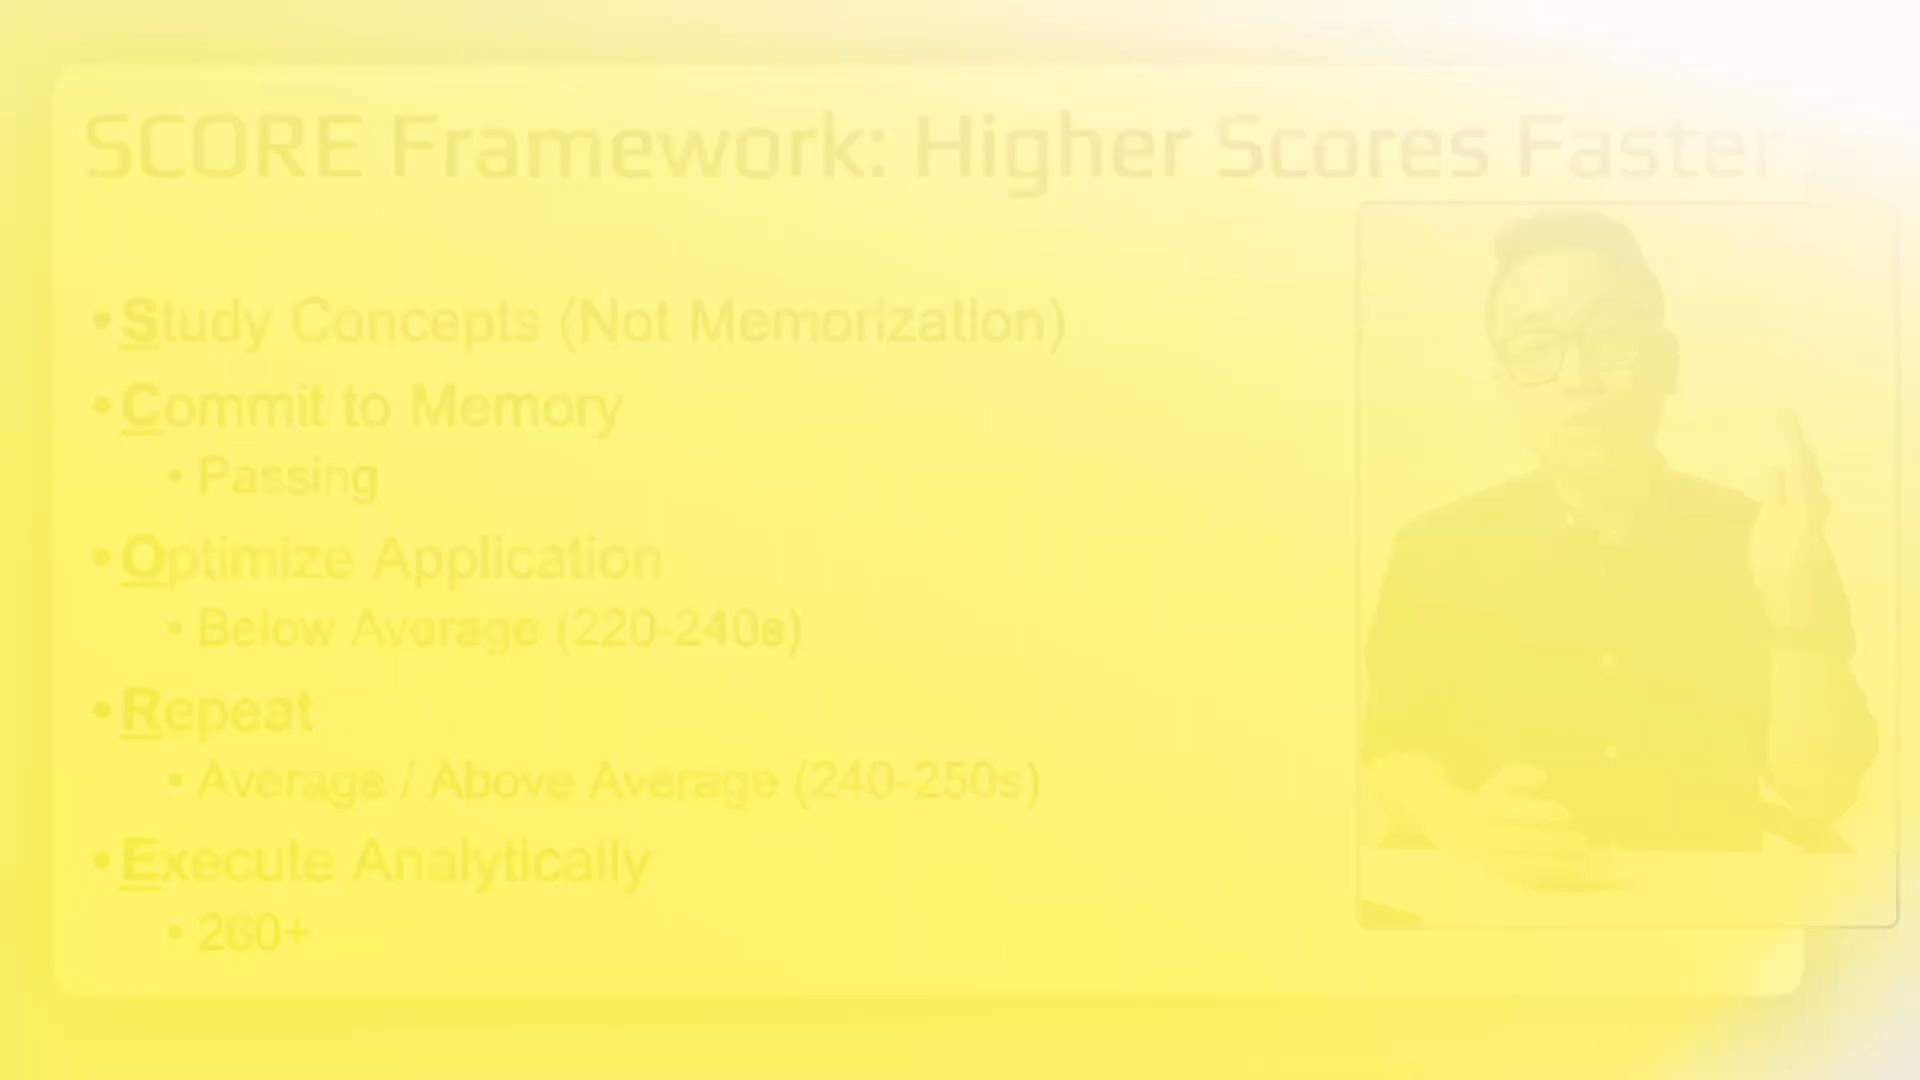 SCORE Framework: Higher Scores Faster
• Study Concepts (Not Memorization)
• Commit to Memory
• Passing
• Optimize Application
• Below Average (220-240s)
• Repeat
• Average / Above Average (240-250s)
• Execute Analytically
• 260+